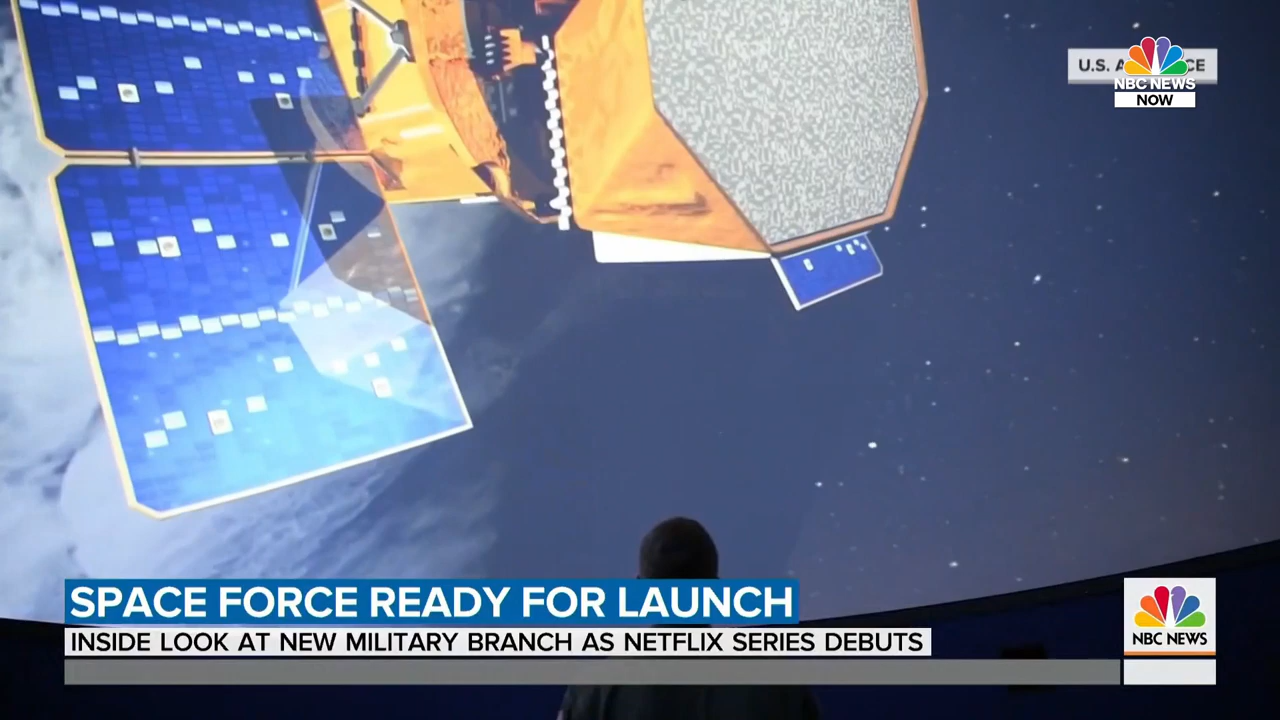 U.S. A CE
NBC NEWS
NOW
SPACE FORCE READY FOR LAUNCH
INSIDE LOOK AT NEW MILITARY BRANCH AS NETFLIX SERIES DEBUTS
NBC NEWS